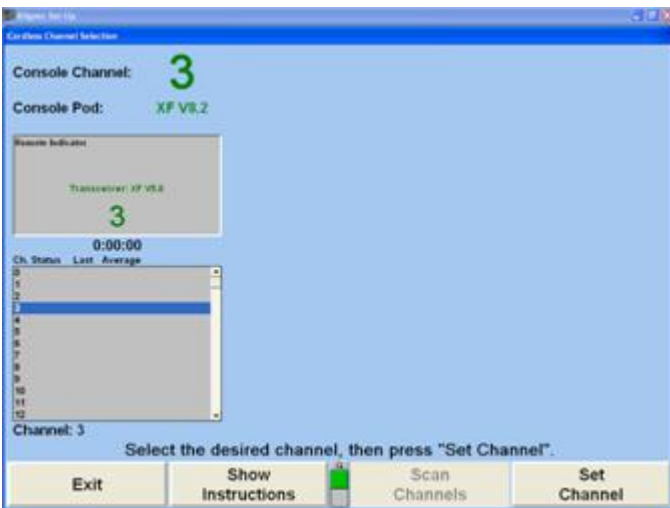 Cordless Channel Selection
Console Channel: 3
Console Pod: XF V8.2
Remote Indicator
Transceiver: XF V8.0
3
0:00:00
Ch. Status Last Average
0
1
2
3
4
5
6
7
8
9
10
11
12
Channel: 3
Select the desired channel, then press "Set Channel".
Exit
Show
Instructions
Scan
Channels
Set
Channel